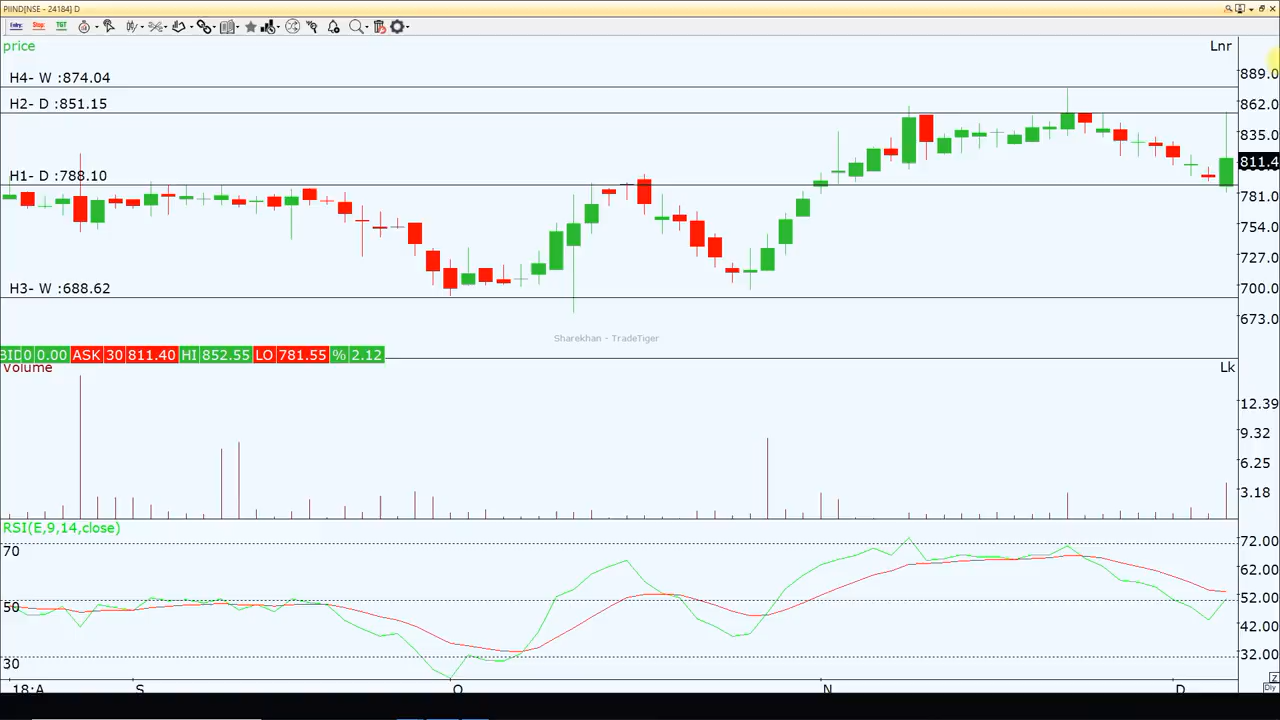 PIIND[NSE - 24184] D
Entry Stop TGT
price
Lnr
H4- W :874.04
H2- D :851.15
H1- D :788.10
H3- W :688.62
889.0
862.0
835.0
811.4
781.0
754.0
727.0
700.0
673.0
Sharekhan - TradeTiger
BID 0 0.00 ASK 30 811.40 HI 852.55 LO 781.55 % 2.12
Volume
Lk
12.39
9.32
6.25
3.18
RSI(E,9,14,close)
70
50
30
72.00
62.00
52.00
42.00
32.00
18:A S O N D
Z
Dly